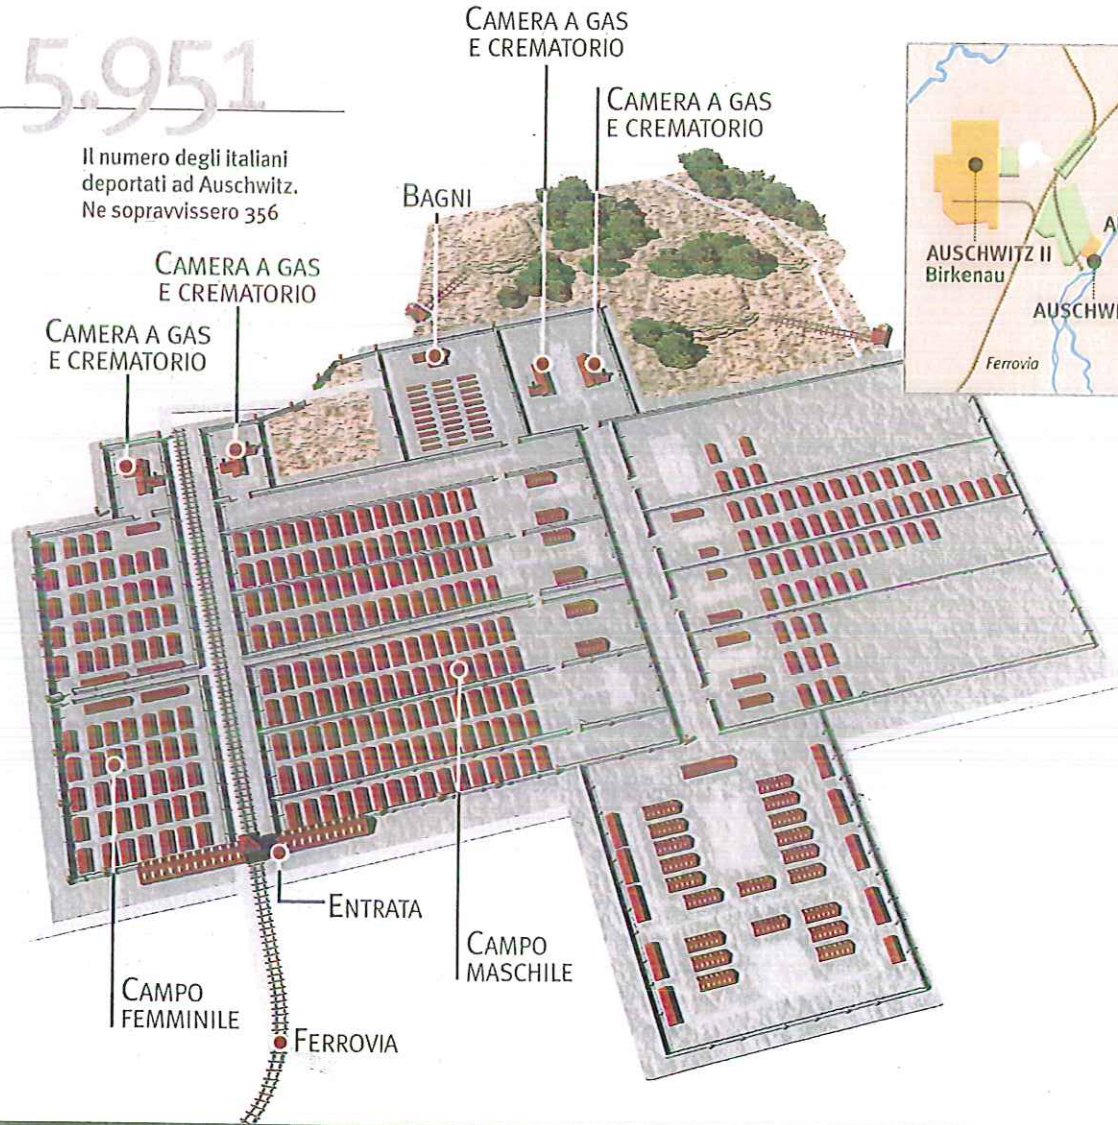 5.951
Il numero degli italiani
deportati ad Auschwitz.
Ne sopravvissero 356
CAMERA A GAS
E CREMATORIO
CAMERA A GAS
E CREMATORIO
BAGNI
CAMERA A GAS
E CREMATORIO
CAMERA A GAS
E CREMATORIO
AUSCHWITZ II
Birkenau
A
AUSCHWI
Ferrovia
ENTRATA
CAMPO
MASCHILE
CAMPO
FEMMINILE
FERROVIA